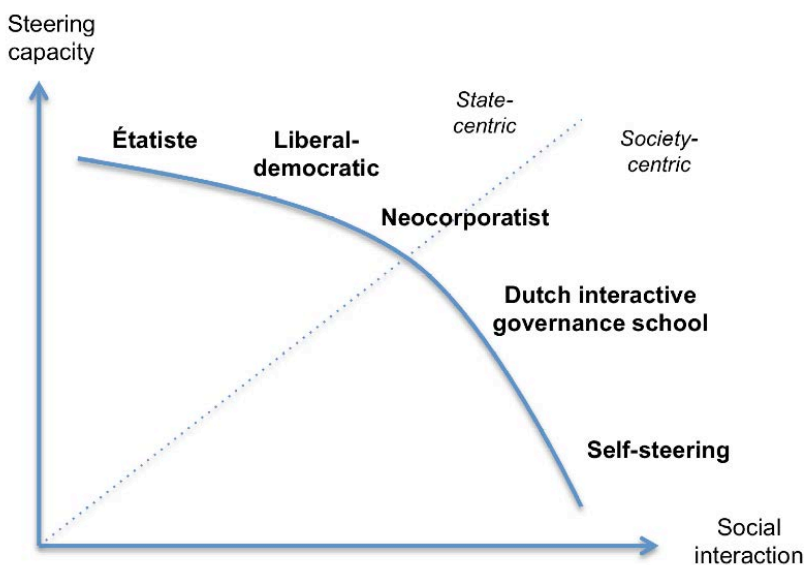 Steering
capacity
State-
centric
Society-
centric
Étatiste
Liberal-
democratic
Neocorporatist
Dutch interactive
governance school
Self-steering
Social
interaction